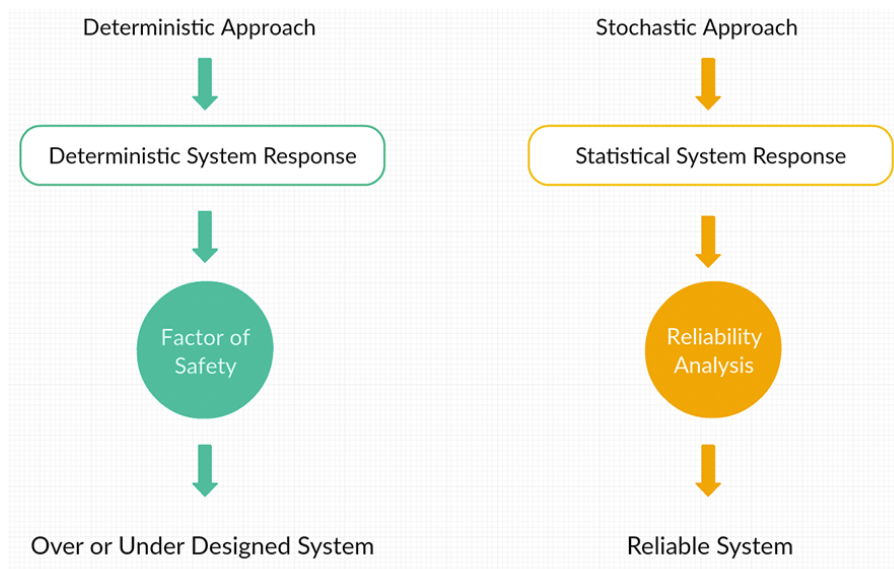 Deterministic Approach
Deterministic System Response
Factor of
Safety
Over or Under Designed System
Stochastic Approach
Statistical System Response
Reliability
Analysis
Reliable System